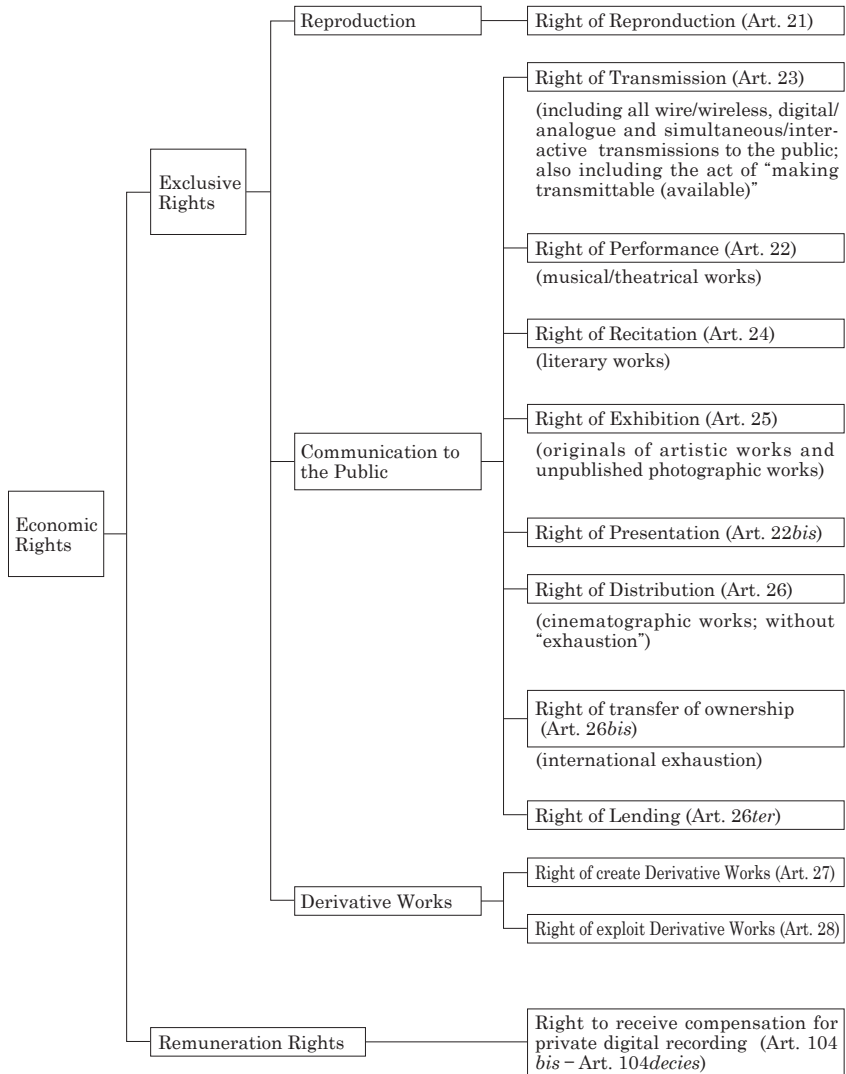 Reproduction
Right of Repronduction (Art. 21)
Right of Transmission (Art. 23)
(including all wire/wireless, digital/
analogue and simultaneous/inter-
active transmissions to the public;
also including the act of “making
transmittable (available)”
Exclusive
Rights
Right of Performance (Art. 22)
(musical/theatrical works)
Right of Recitation (Art. 24)
(literary works)
Right of Exhibition (Art. 25)
(originals of artistic works and
unpublished photographic works)
Communication to
the Public
Economic
Rights
Right of Presentation (Art. 22bis)
Right of Distribution (Art. 26)
(cinematographic works; without
“exhaustion”)
Right of transfer of ownership
(Art. 26bis)
(international exhaustion)
Right of Lending (Art. 26ter)
Derivative Works
Right of create Derivative Works (Art. 27)
Right of exploit Derivative Works (Art. 28)
Remuneration Rights
Right to receive compensation for
private digital recording (Art. 104
bis – Art. 104decies)